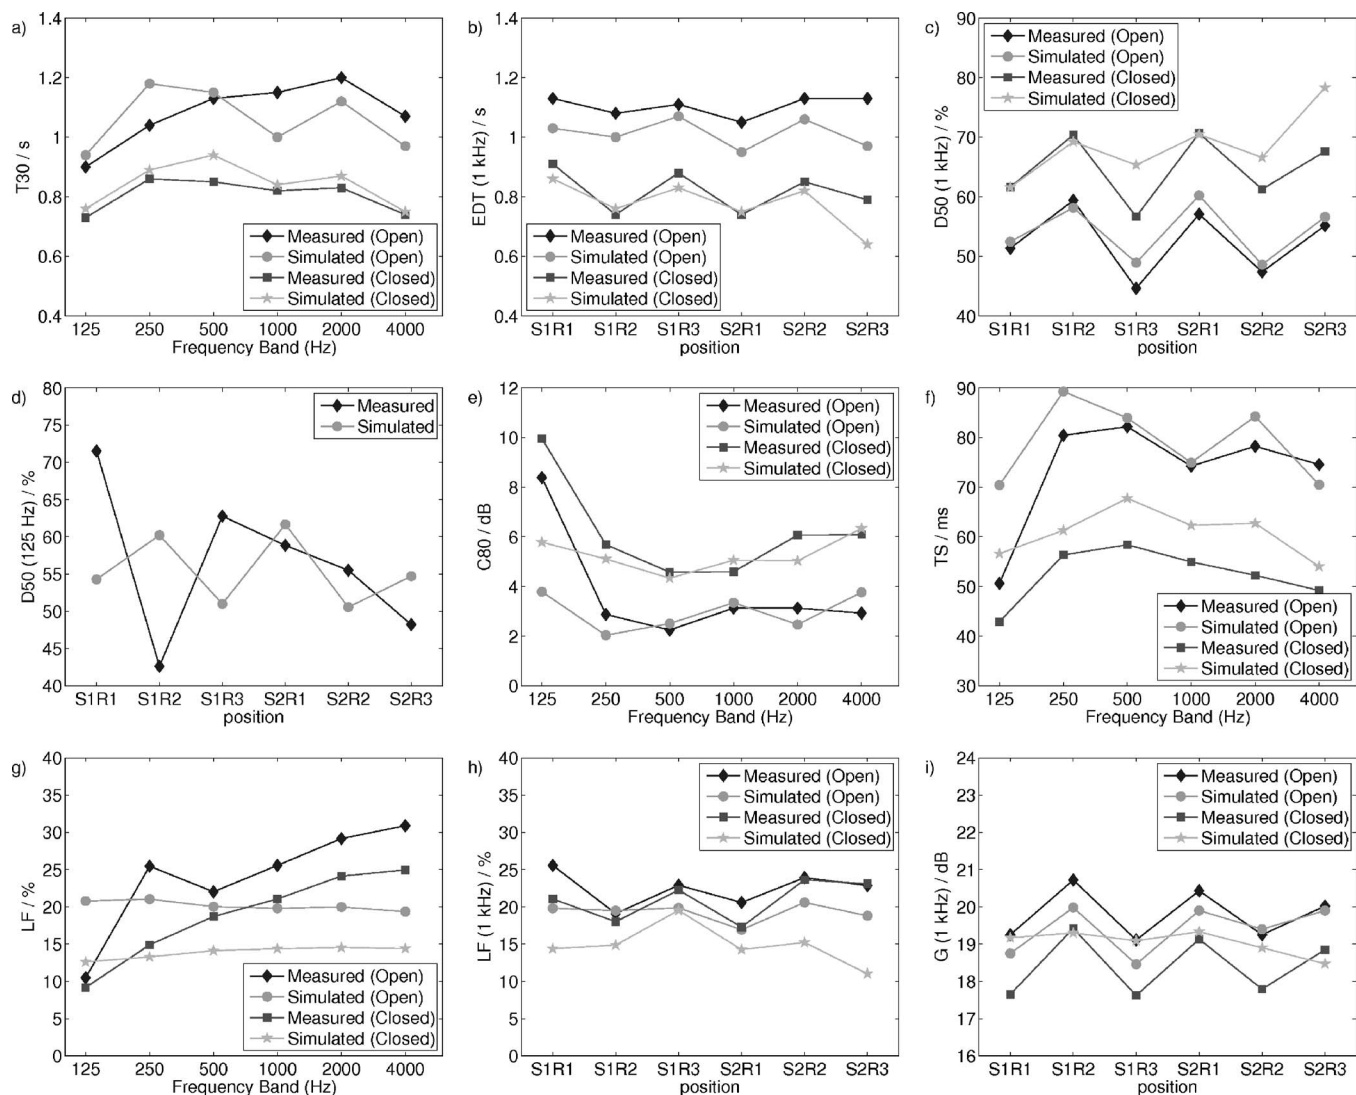 a)
1.4
1.2
1
0.8
0.6
0.4
T30 / s
Measured (Open)
Simulated (Open)
Measured (Closed)
Simulated (Closed)
125 250 500 1000 2000 4000
Frequency Band (Hz)
b)
1.4
1.2
1
0.8
0.6
0.4
EDT (1 kHz) / s
Measured (Open)
Simulated (Open)
Measured (Closed)
Simulated (Closed)
S1R1 S1R2 S1R3 S2R1 S2R2 S2R3
position
c)
90
80
70
60
50
40
D50 (1 kHz) / %
Measured (Open)
Simulated (Open)
Measured (Closed)
Simulated (Closed)
S1R1 S1R2 S1R3 S2R1 S2R2 S2R3
position
d)
80
75
70
65
60
55
50
45
40
D50 (125 Hz) / %
Measured
Simulated
S1R1 S1R2 S1R3 S2R1 S2R2 S2R3
position
e)
12
10
8
6
4
2
0
C80 / dB
Measured (Open)
Simulated (Open)
Measured (Closed)
Simulated (Closed)
125 250 500 1000 2000 4000
Frequency Band (Hz)
f)
90
80
70
60
50
40
30
TS / ms
Measured (Open)
Simulated (Open)
Measured (Closed)
Simulated (Closed)
125 250 500 1000 2000 4000
Frequency Band (Hz)
g)
40
35
30
25
20
15
10
5
0
LF / %
Measured (Open)
Simulated (Open)
Measured (Closed)
Simulated (Closed)
125 250 500 1000 2000 4000
Frequency Band (Hz)
h)
40
35
30
25
20
15
10
5
0
LF (1 kHz) / %
Measured (Open)
Simulated (Open)
Measured (Closed)
Simulated (Closed)
S1R1 S1R2 S1R3 S2R1 S2R2 S2R3
position
i)
24
23
22
21
20
19
18
17
16
G (1 kHz) / dB
Measured (Open)
Simulated (Open)
Measured (Closed)
Simulated (Closed)
S1R1 S1R2 S1R3 S2R1 S2R2 S2R3
position